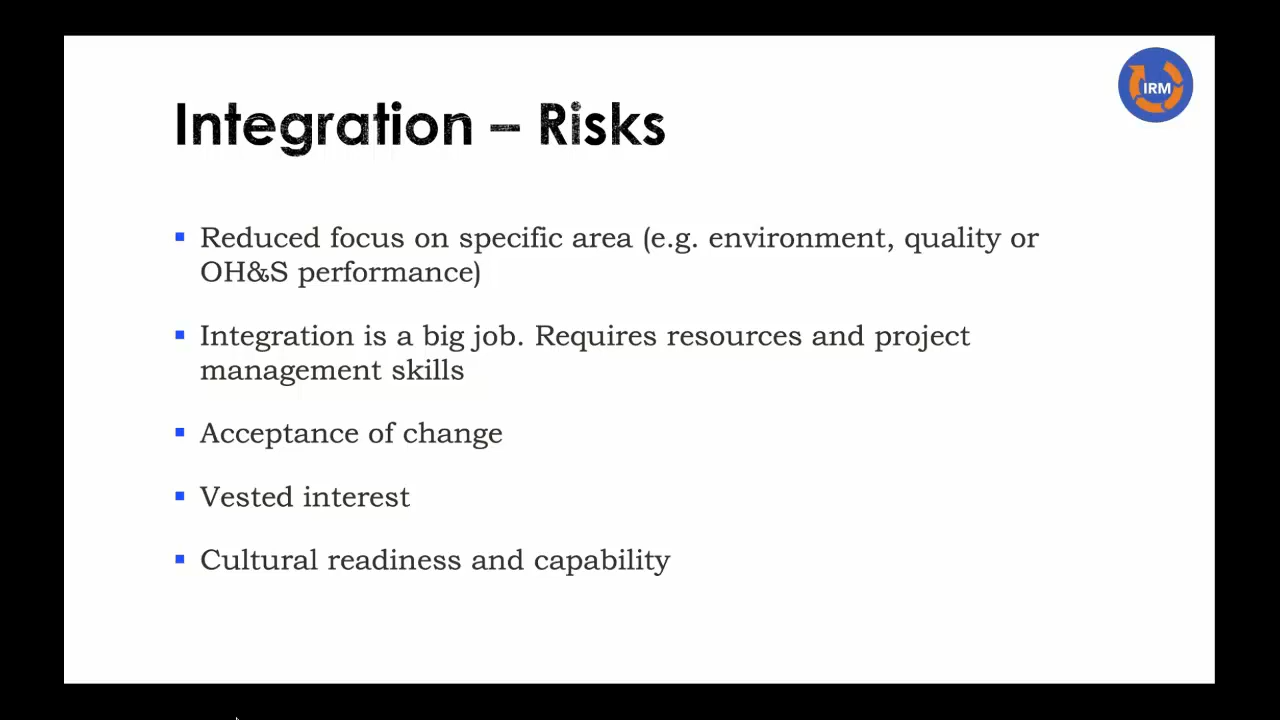 IRM
Integration – Risks
▪ Reduced focus on specific area (e.g. environment, quality or
OH&S performance)
▪ Integration is a big job. Requires resources and project
management skills
▪ Acceptance of change
▪ Vested interest
▪ Cultural readiness and capability